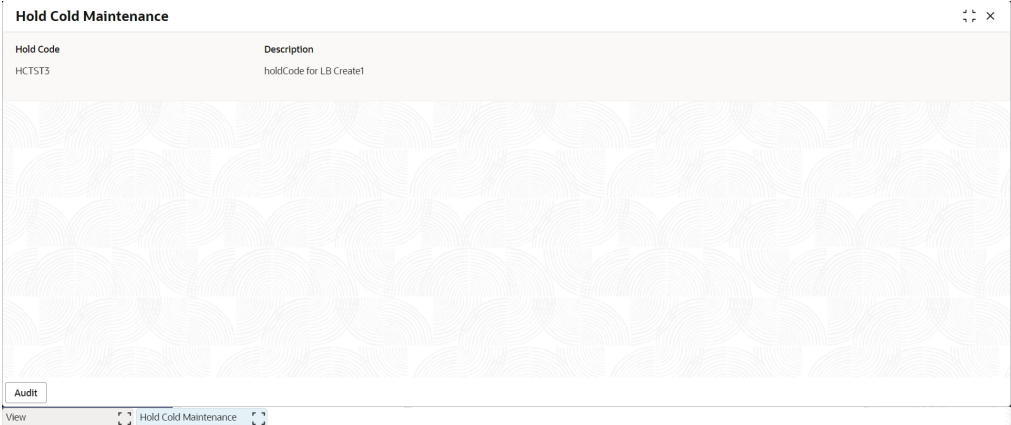 Hold Cold Maintenance
Hold Code Description
HCTST3 holdCode for LB Create1
Audit
View Hold Cold Maintenance